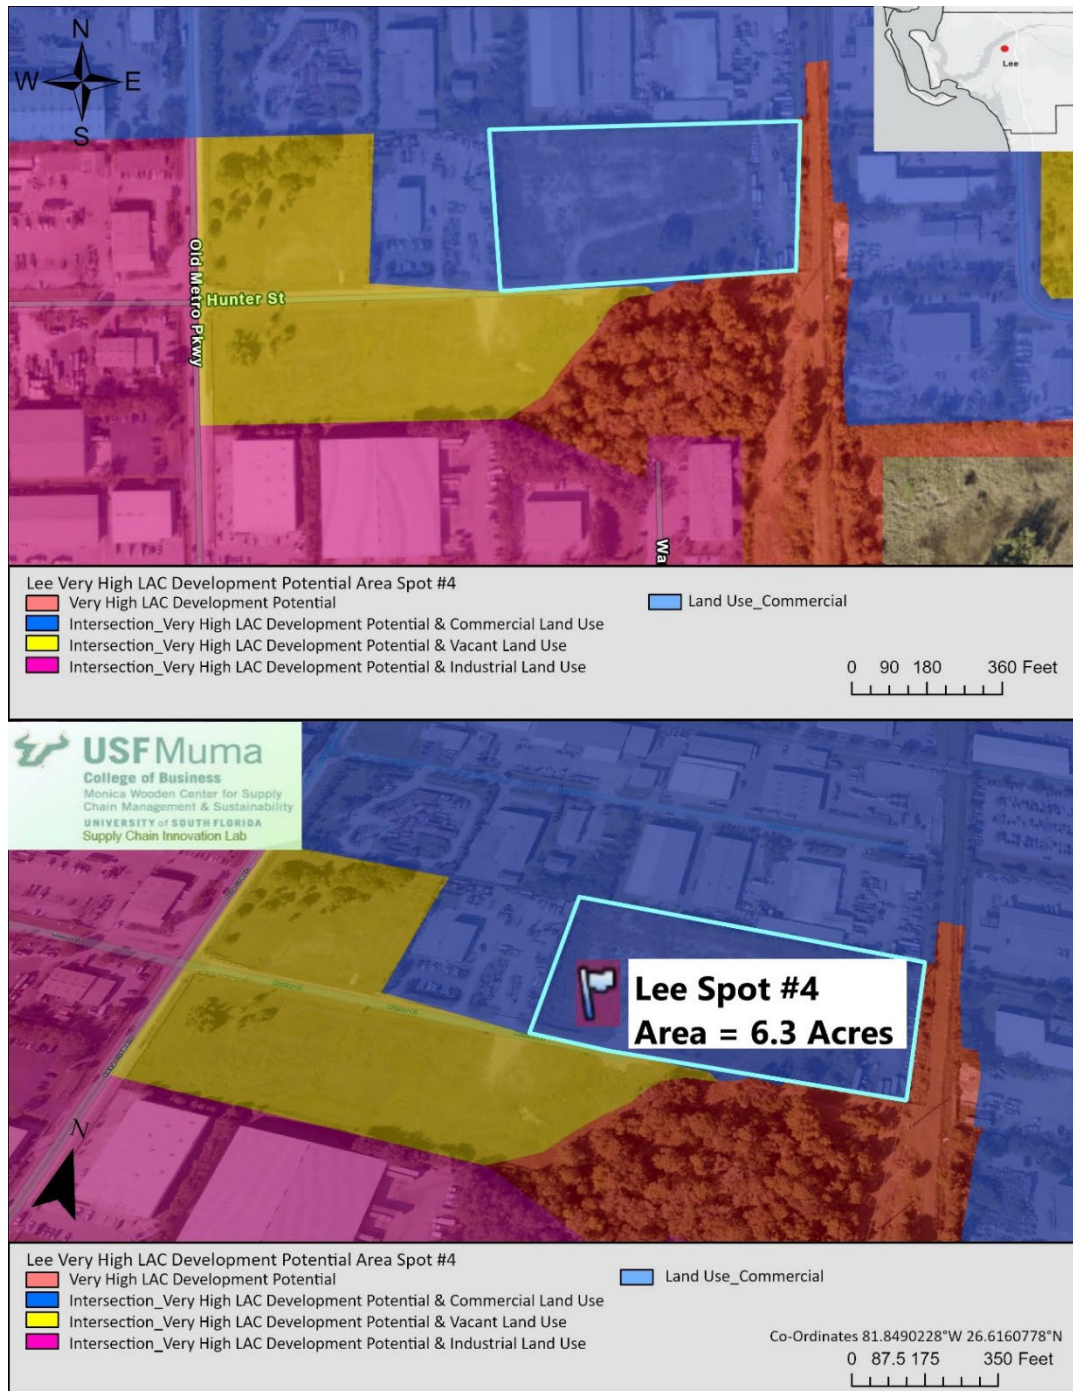 N
W E
S
Lee
Old Metro Pkwy
Hunter St
Wa
Lee Very High LAC Development Potential Area Spot #4
Very High LAC Development Potential
Land Use_Commercial
Intersection_Very High LAC Development Potential & Commercial Land Use
Intersection_Very High LAC Development Potential & Vacant Land Use
Intersection_Very High LAC Development Potential & Industrial Land Use
0 90 180 360 Feet
USF Muma
College of Business
Monica Wooden Center for Supply
Chain Management & Sustainability
UNIVERSITY of SOUTH FLORIDA
Supply Chain Innovation Lab
Lee Spot #4
Area = 6.3 Acres
N
Lee Very High LAC Development Potential Area Spot #4
Very High LAC Development Potential
Land Use_Commercial
Intersection_Very High LAC Development Potential & Commercial Land Use
Intersection_Very High LAC Development Potential & Vacant Land Use
Intersection_Very High LAC Development Potential & Industrial Land Use
Co-Ordinates 81.8490228°W 26.6160778°N
0 87.5 175 350 Feet